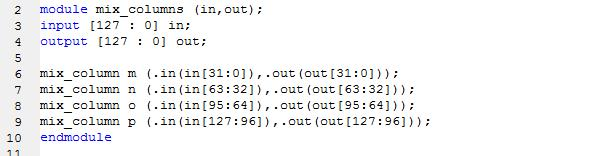 2 module mix_columns (in,out);
3 input [127 : 0] in;
4 output [127 : 0] out;
5
6 mix_column m (.in(in[31:0]),.out(out[31:0]));
7 mix_column n (.in(in[63:32]),.out(out[63:32]));
8 mix_column o (.in(in[95:64]),.out(out[95:64]));
9 mix_column p (.in(in[127:96]),.out(out[127:96]));
10 endmodule
11